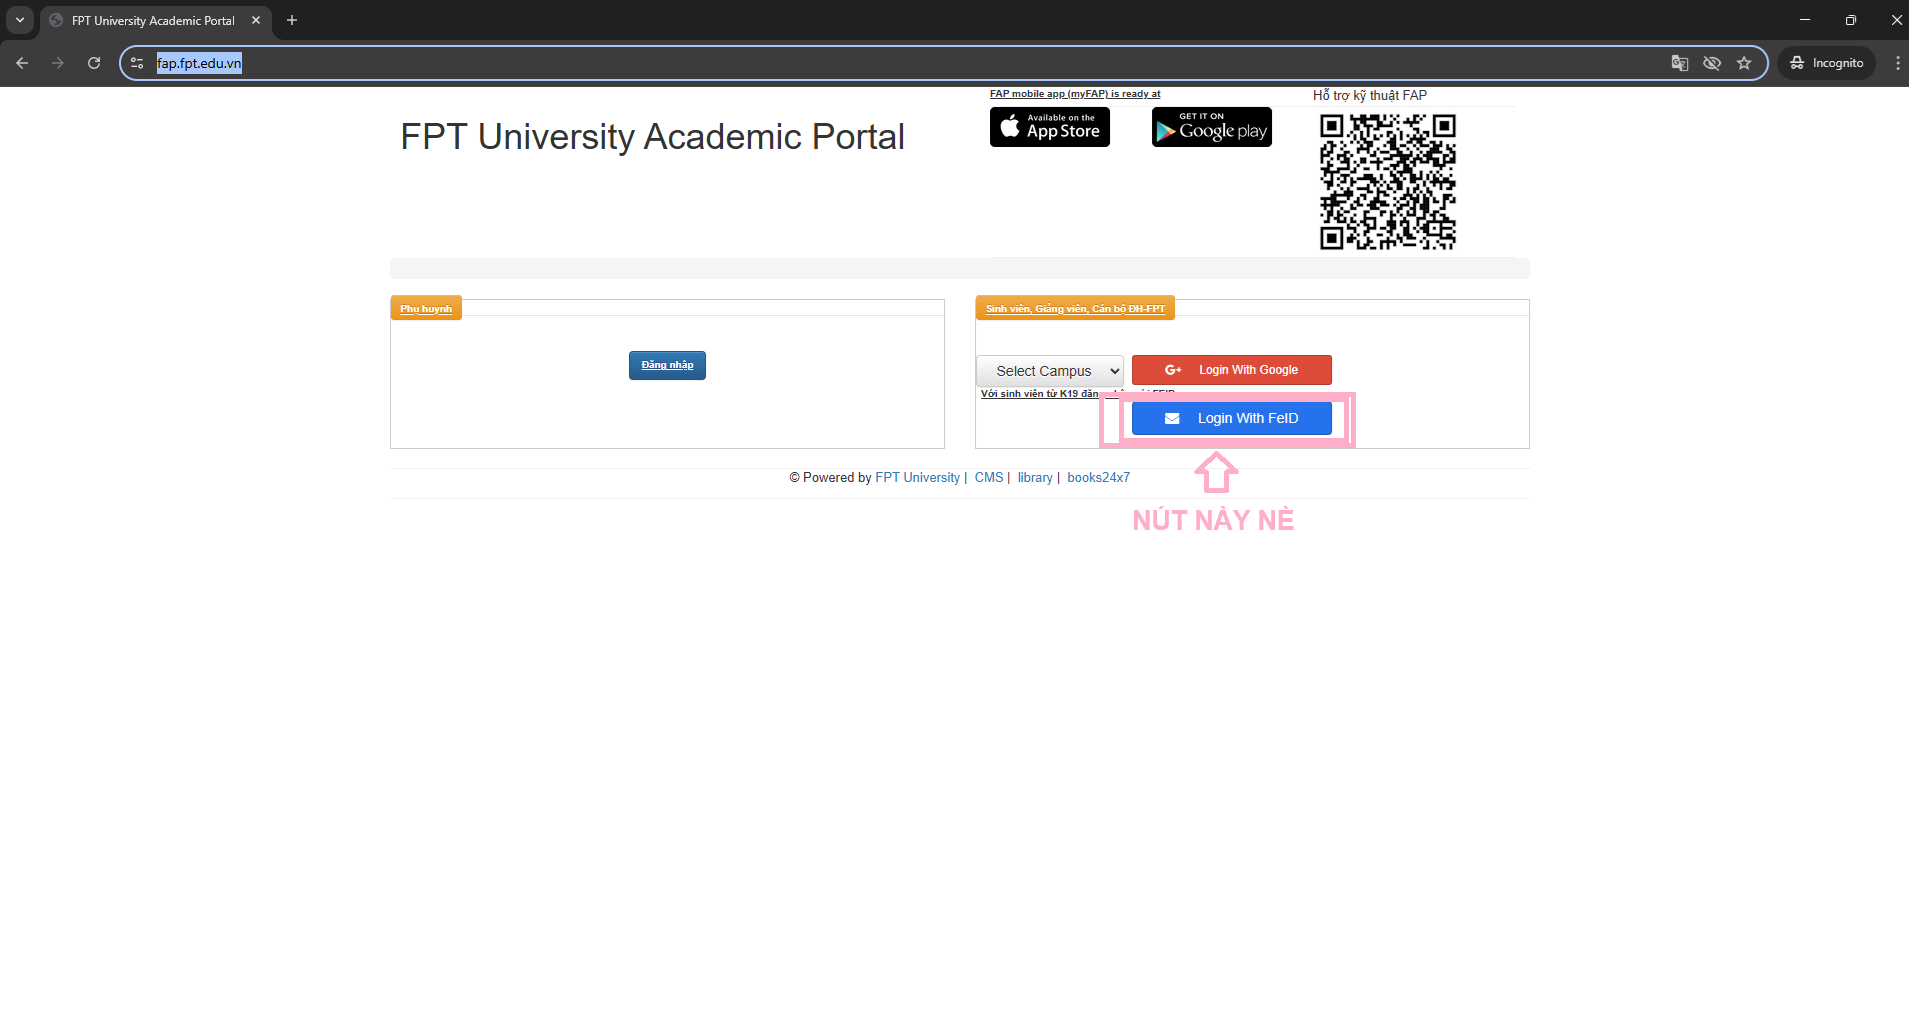 FPT University Academic Portal
fap.fpt.edu.vn
Incognito
FPT University Academic Portal
FAP mobile app (myFAP) is ready at
Available on the
App Store
GET IT ON
Google play
Hỗ trợ kỹ thuật FAP
Phụ huynh
Đăng nhập
Sinh viên, Giảng viên, Cán bộ ĐH-FPT
Select Campus
G+ Login With Google
Với sinh viên từ K19 đăn
FEID
Login With FeID
© Powered by FPT University | CMS | library | books24x7
NÚT NÀY NÈ